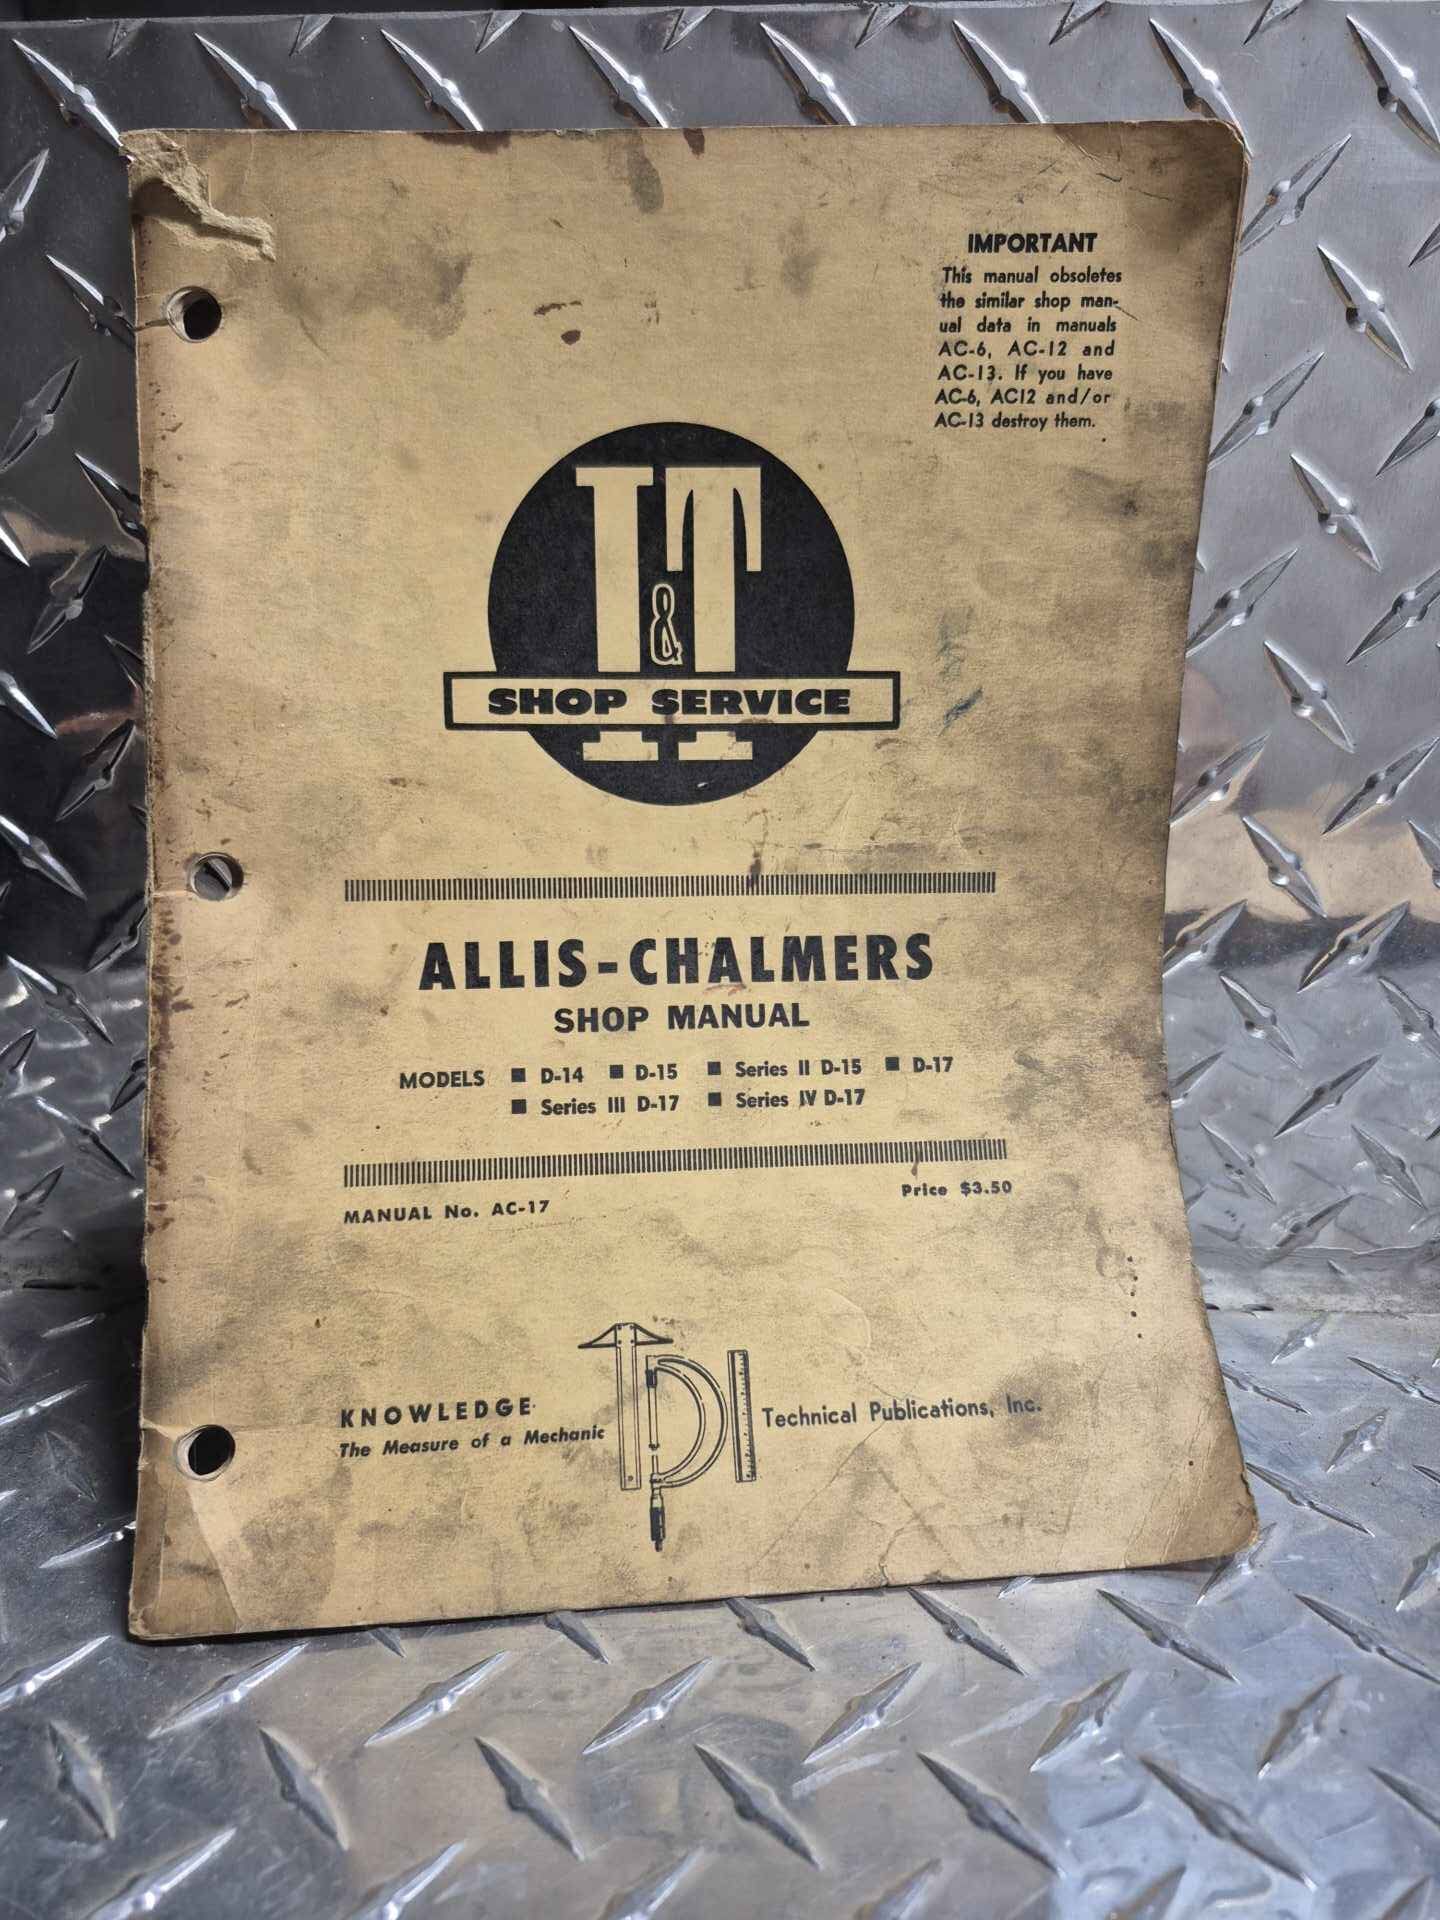 IMPORTANT
This manual obsoletes
the similar shop man-
ual data in manuals
AC-6, AC-12 and
AC-13. If you have
AC-6, AC12 and/or
AC-13 destroy them.
I&T
SHOP SERVICE
ALLIS-CHALMERS
SHOP MANUAL
MODELS ■ D-14 ■ D-15 ■ Series II D-15 ■ D-17
■ Series III D-17 ■ Series IV D-17
MANUAL No. AC-17
Price $3.50
KNOWLEDGE
The Measure of a Mechanic
TPI
Technical Publications, Inc.